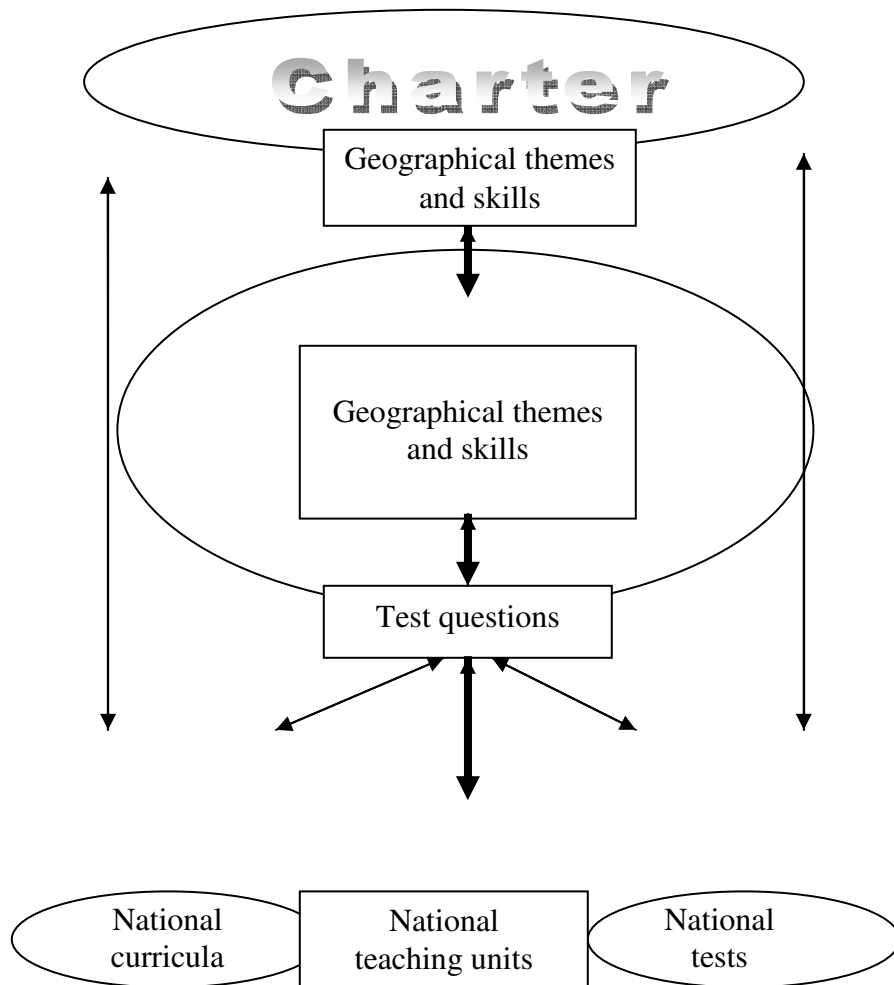 Charter
Geographical themes
and skills
Geographical themes
and skills
Test questions
National
curricula
National
teaching units
National
tests